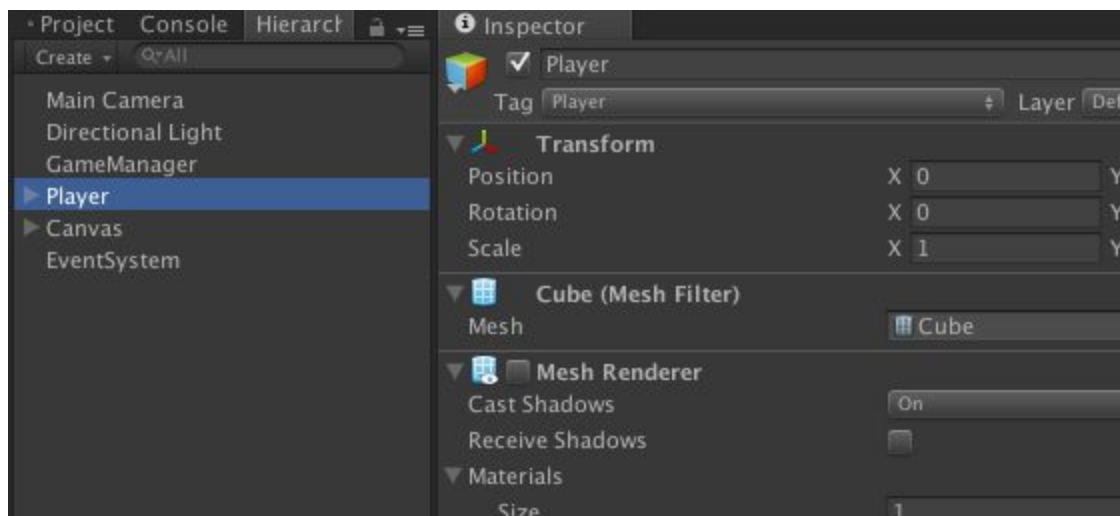 Project Console Hierarch
Create All
Main Camera
Directional Light
GameManager
Player
Canvas
EventSystem
Inspector
Player
Tag Player Layer Def
Transform
Position X 0 Y
Rotation X 0 Y
Scale X 1 Y
Cube (Mesh Filter)
Mesh Cube
Mesh Renderer
Cast Shadows On
Receive Shadows
Materials
Size 1